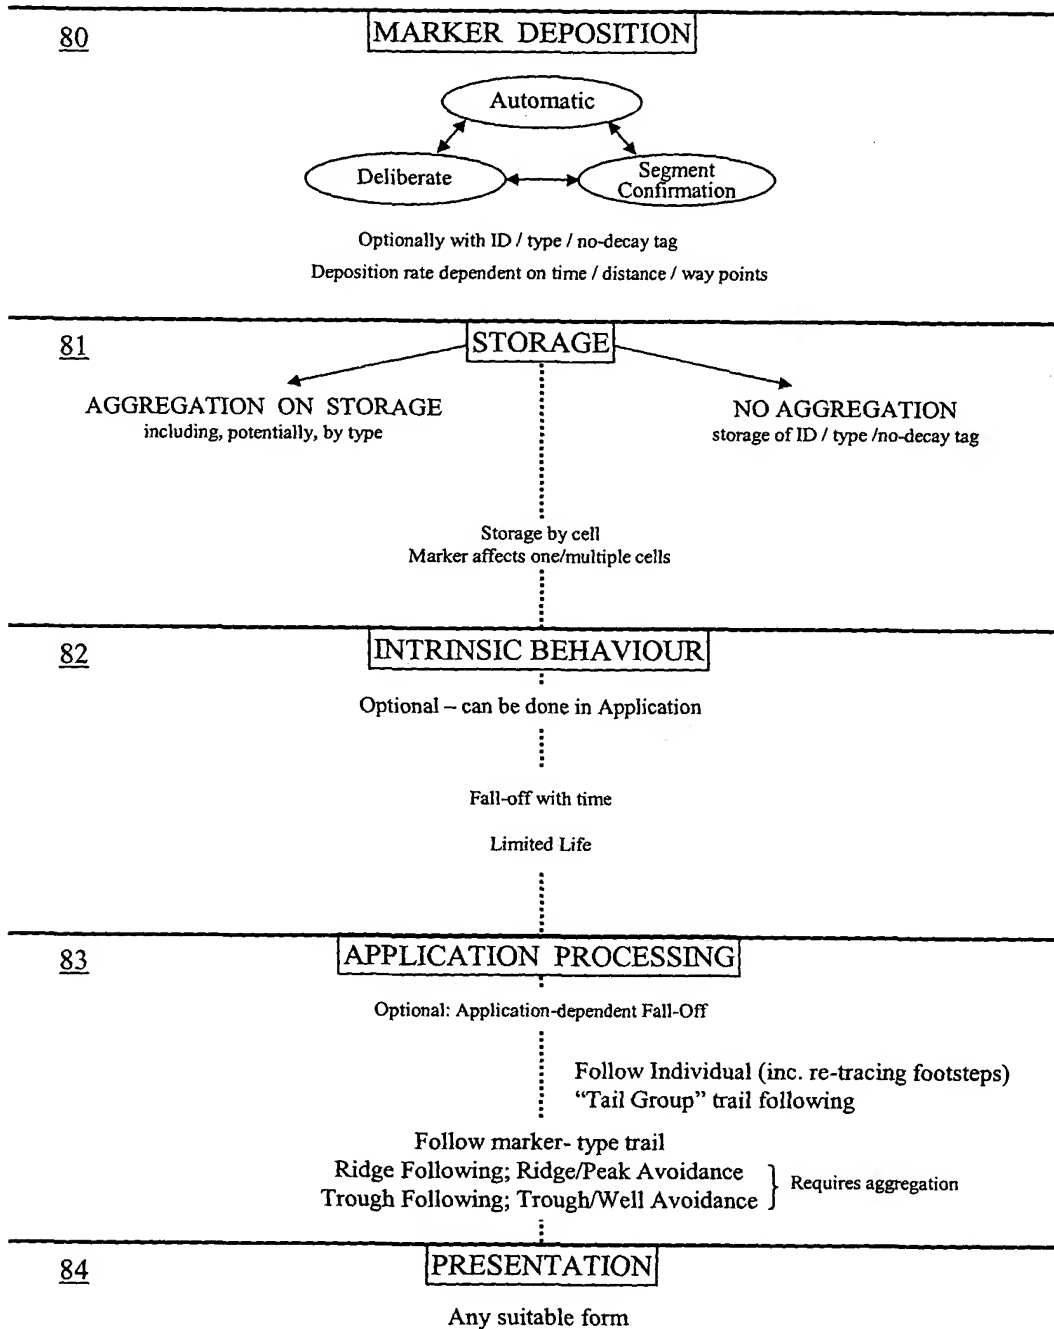 80
MARKER DEPOSITION
Automatic
Deliberate
Segment
Confirmation
Optionally with ID / type / no-decay tag
Deposition rate dependent on time / distance / way points
81
STORAGE
AGGREGATION ON STORAGE
including, potentially, by type
NO AGGREGATION
storage of ID / type /no-decay tag
Storage by cell
Marker affects one/multiple cells
82
INTRINSIC BEHAVIOUR
Optional – can be done in Application
Fall-off with time
Limited Life
83
APPLICATION PROCESSING
Optional: Application-dependent Fall-Off
Follow Individual (inc. re-tracing footsteps)
“Tail Group” trail following
Follow marker- type trail
Ridge Following; Ridge/Peak Avoidance
Trough Following; Trough/Well Avoidance
Requires aggregation
84
PRESENTATION
Any suitable form